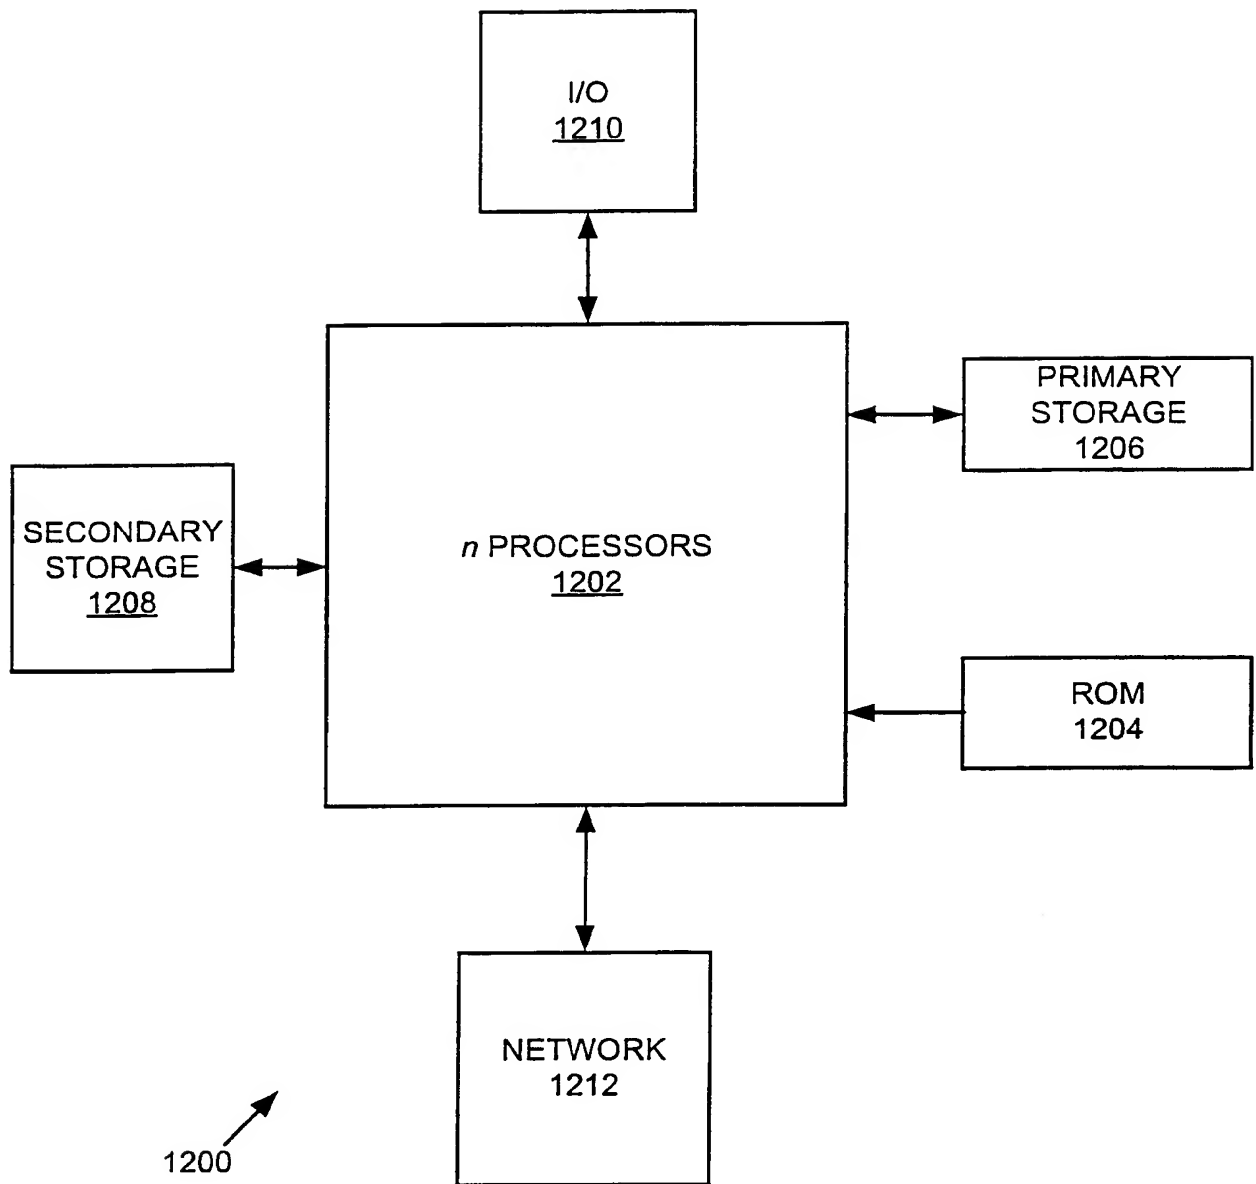 I/O
1210
PRIMARY
STORAGE
1206
SECONDARY
STORAGE
1208
n PROCESSORS
1202
ROM
1204
NETWORK
1212
1200